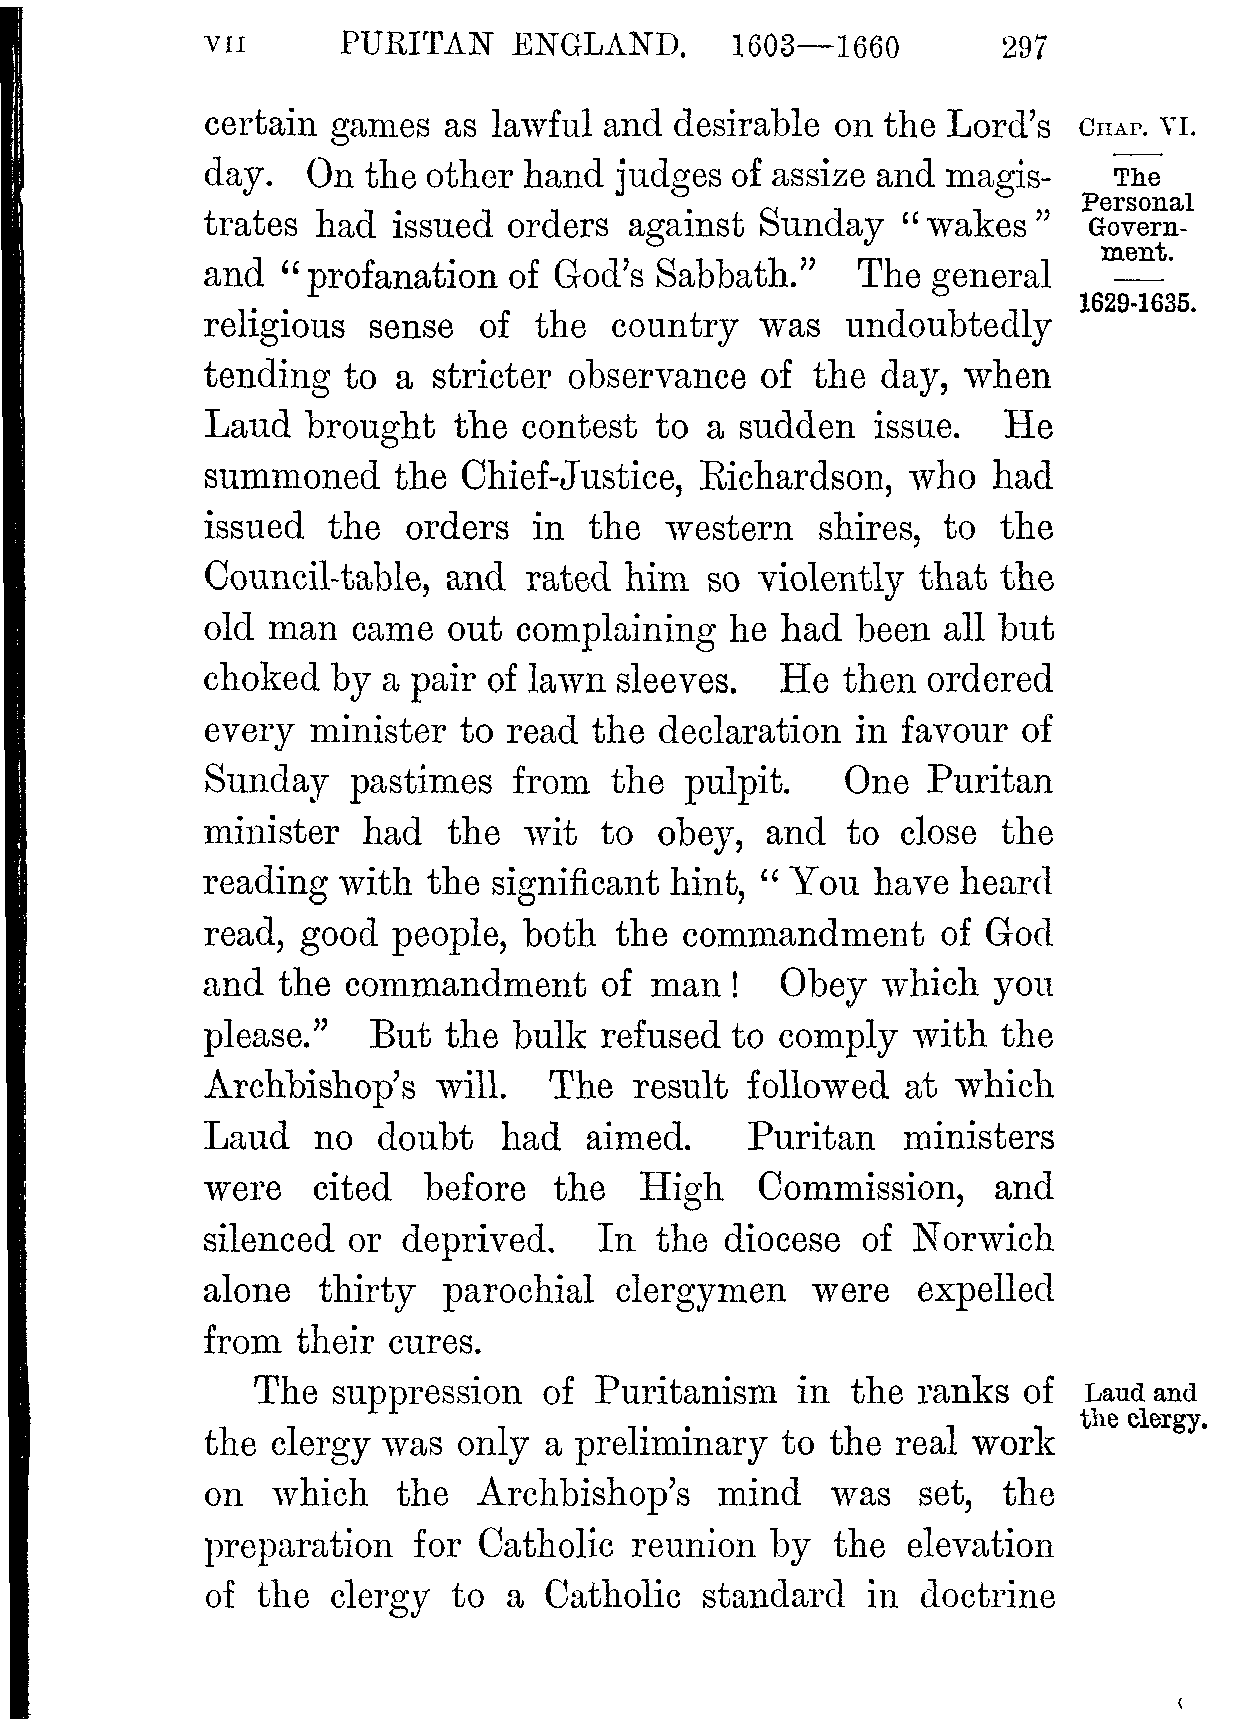 VII PURITAN ENGLAND. 1603—1660 297
certain games as lawful and desirable on the Lord's
day. On the other hand judges of assize and magis-
trates had issued orders against Sunday "wakes"
and "profanation of God's Sabbath." The general
religious sense of the country was undoubtedly
tending to a stricter observance of the day, when
Laud brought the contest to a sudden issue. He
summoned the Chief-Justice, Richardson, who had
issued the orders in the western shires, to the
Council-table, and rated him so violently that the
old man came out complaining he had been all but
choked by a pair of lawn sleeves. He then ordered
every minister to read the declaration in favour of
Sunday pastimes from the pulpit. One Puritan
minister had the wit to obey, and to close the
reading with the significant hint, "You have heard
read, good people, both the commandment of God
and the commandment of man! Obey which you
please." But the bulk refused to comply with the
Archbishop's will. The result followed at which
Laud no doubt had aimed. Puritan ministers
were cited before the High Commission, and
silenced or deprived. In the diocese of Norwich
alone thirty parochial clergymen were expelled
from their cures.
The suppression of Puritanism in the ranks of
the clergy was only a preliminary to the real work
on which the Archbishop's mind was set, the
preparation for Catholic reunion by the elevation
of the clergy to a Catholic standard in doctrine
CHAP. VI.
The
Personal
Govern-
ment.
1629-1635.
Laud and
the clergy.